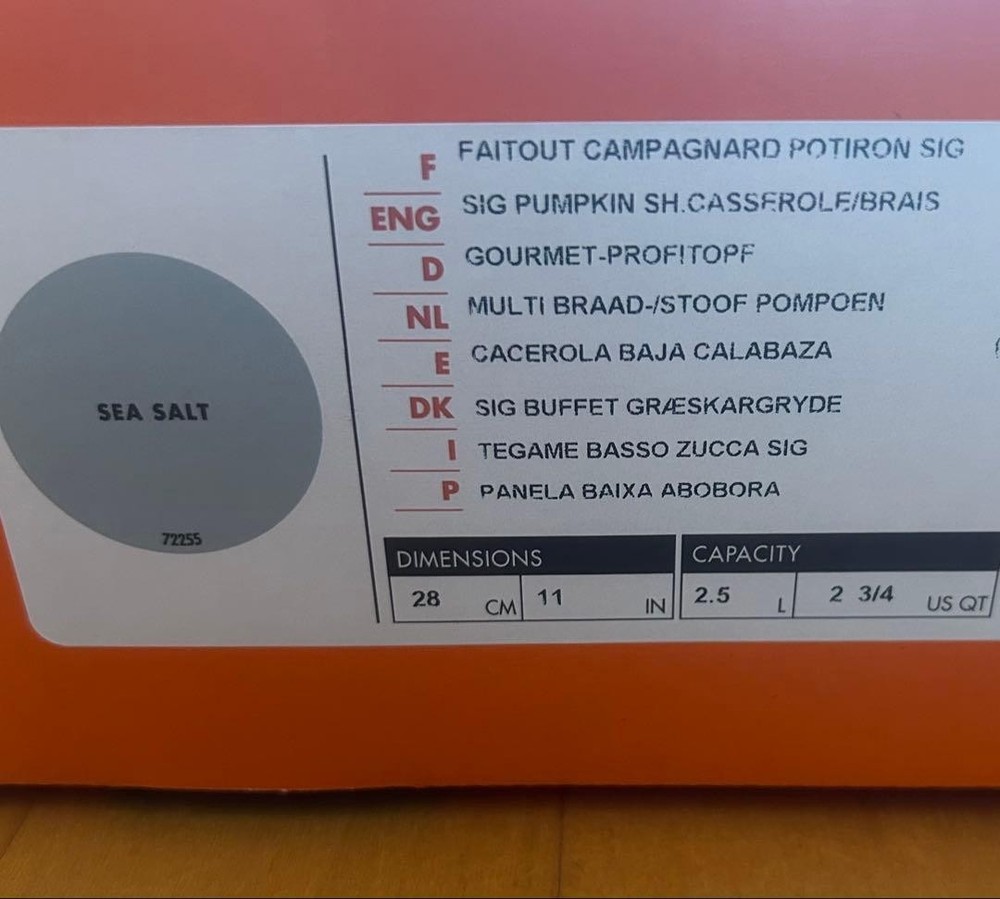 SEA SALT
72255
F FAITOUT CAMPAGNARD POTIRON SIG
ENG SIG PUMPKIN SH.CASSEROLE/BRAIS
D GOURMET-PROFITOPF
NL MULTI BRAAD-/STOOF POMPOEN
E CACEROLA BAJA CALABAZA
DK SIG BUFFET GRÆSKARGRYDE
I TEGAME BASSO ZUCCA SIG
P PANELA BAIXA ABOBORA
DIMENSIONS CAPACITY
28 CM 11 IN 2.5 L 2 3/4 US QT